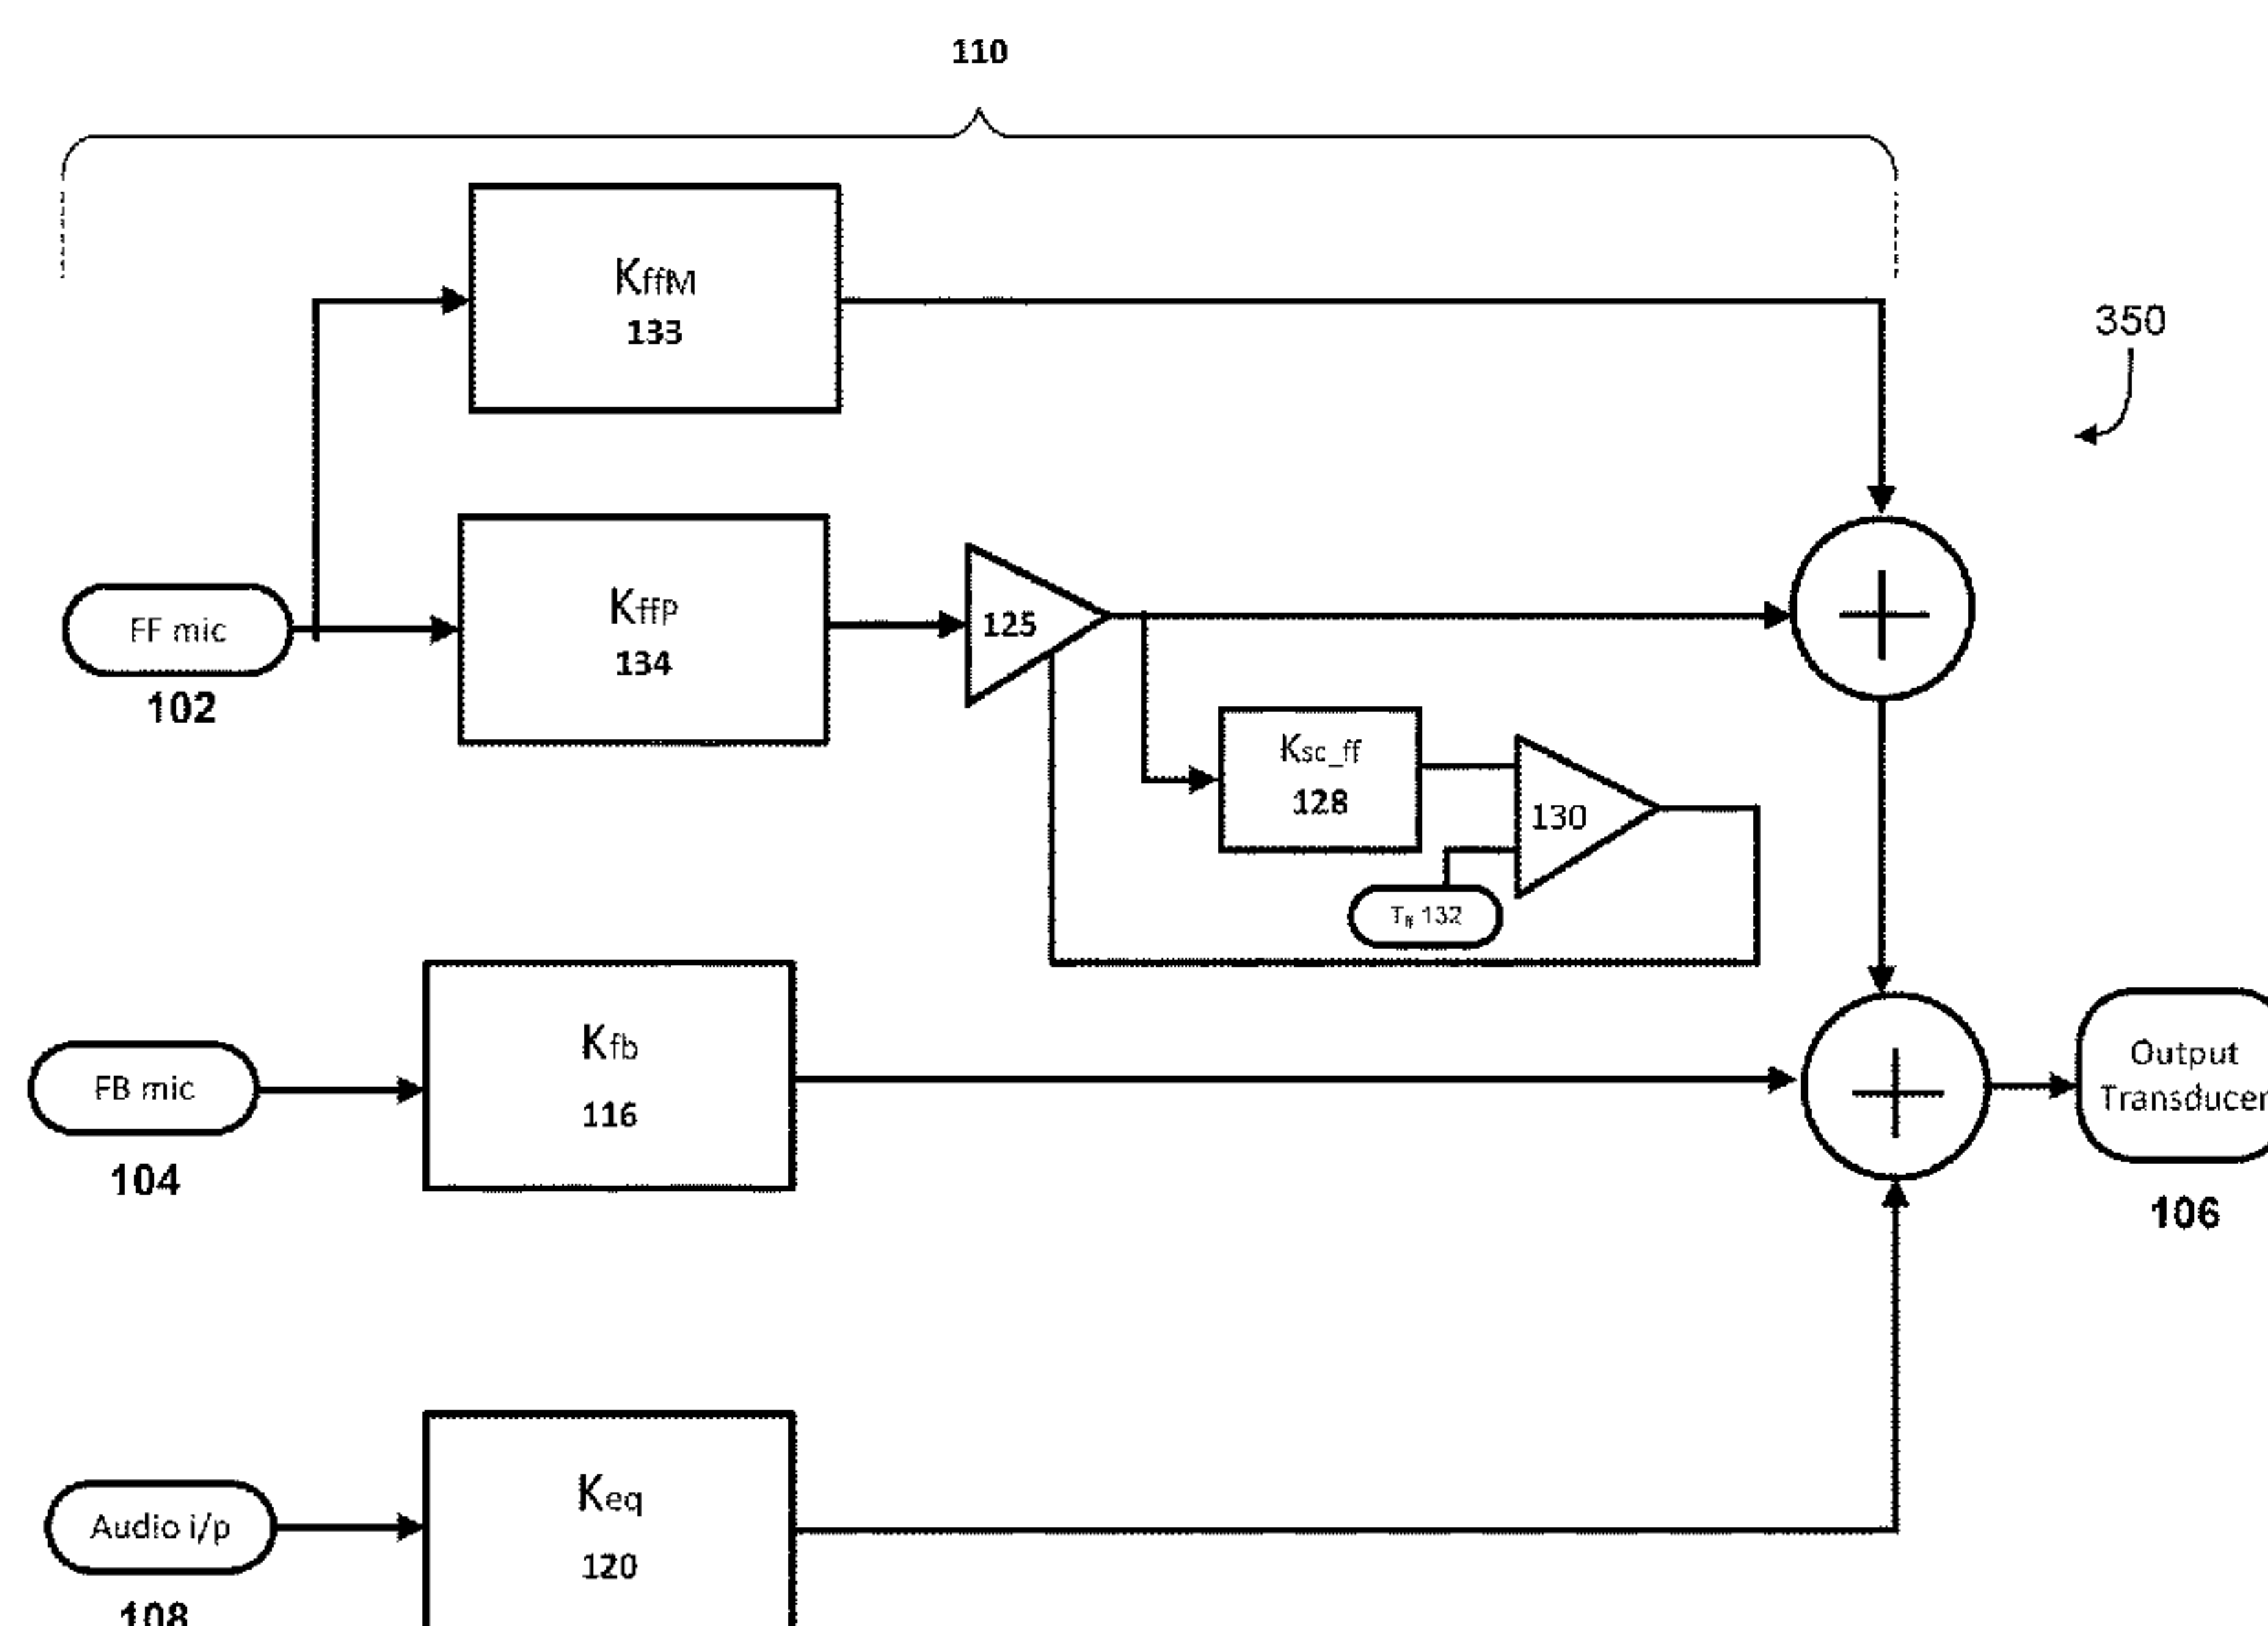 110
KffM
133
350
KffP
134
125
FF mic
102
Ksc_ff
128
130
Tff 132
Kfb
116
FB mic
104
Output
Transducer
106
Keq
120
Audio i/p
108